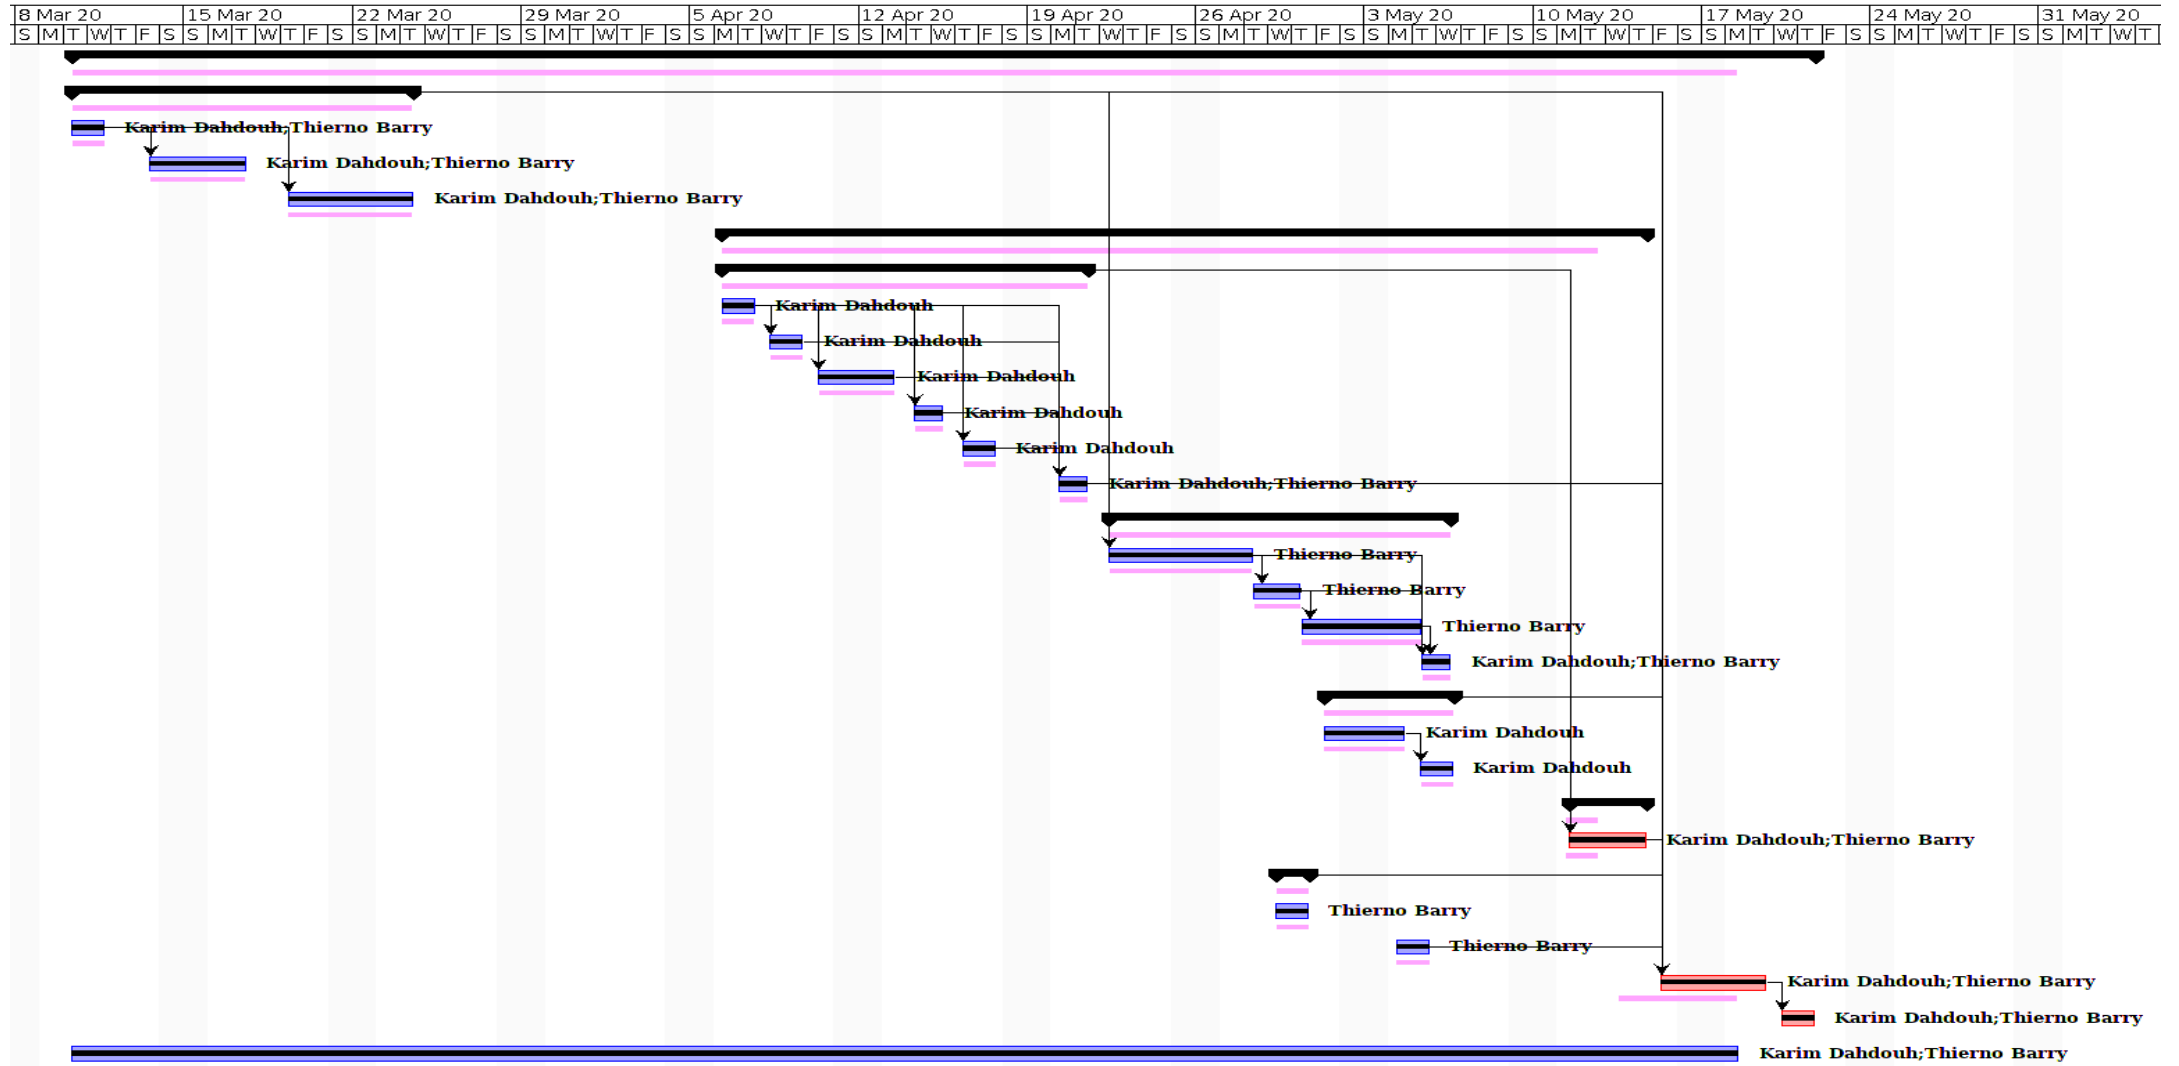 8 Mar 20 15 Mar 20 22 Mar 20 29 Mar 20 5 Apr 20 12 Apr 20 19 Apr 20 26 Apr 20 3 May 20 10 May 20 17 May 20 24 May 20 31 May 20
S M T W T F S S M T W T F S S M T W T F S S M T W T F S S M T W T F S S M T W T F S S M T W T F S S M T W T F S S M T W T F S S M T W T F S S M T W T F S S M T W T F S S M T W T
Karim Dahdouh;Thierno Barry
Karim Dahdouh;Thierno Barry
Karim Dahdouh;Thierno Barry
Karim Dahdouh
Karim Dahdouh
Karim Dahdouh
Karim Dahdouh
Karim Dahdouh
Karim Dahdouh;Thierno Barry
Thierno Barry
Thierno Barry
Thierno Barry
Karim Dahdouh;Thierno Barry
Karim Dahdouh
Karim Dahdouh
Karim Dahdouh;Thierno Barry
Thierno Barry
Thierno Barry
Karim Dahdouh;Thierno Barry
Karim Dahdouh;Thierno Barry
Karim Dahdouh;Thierno Barry